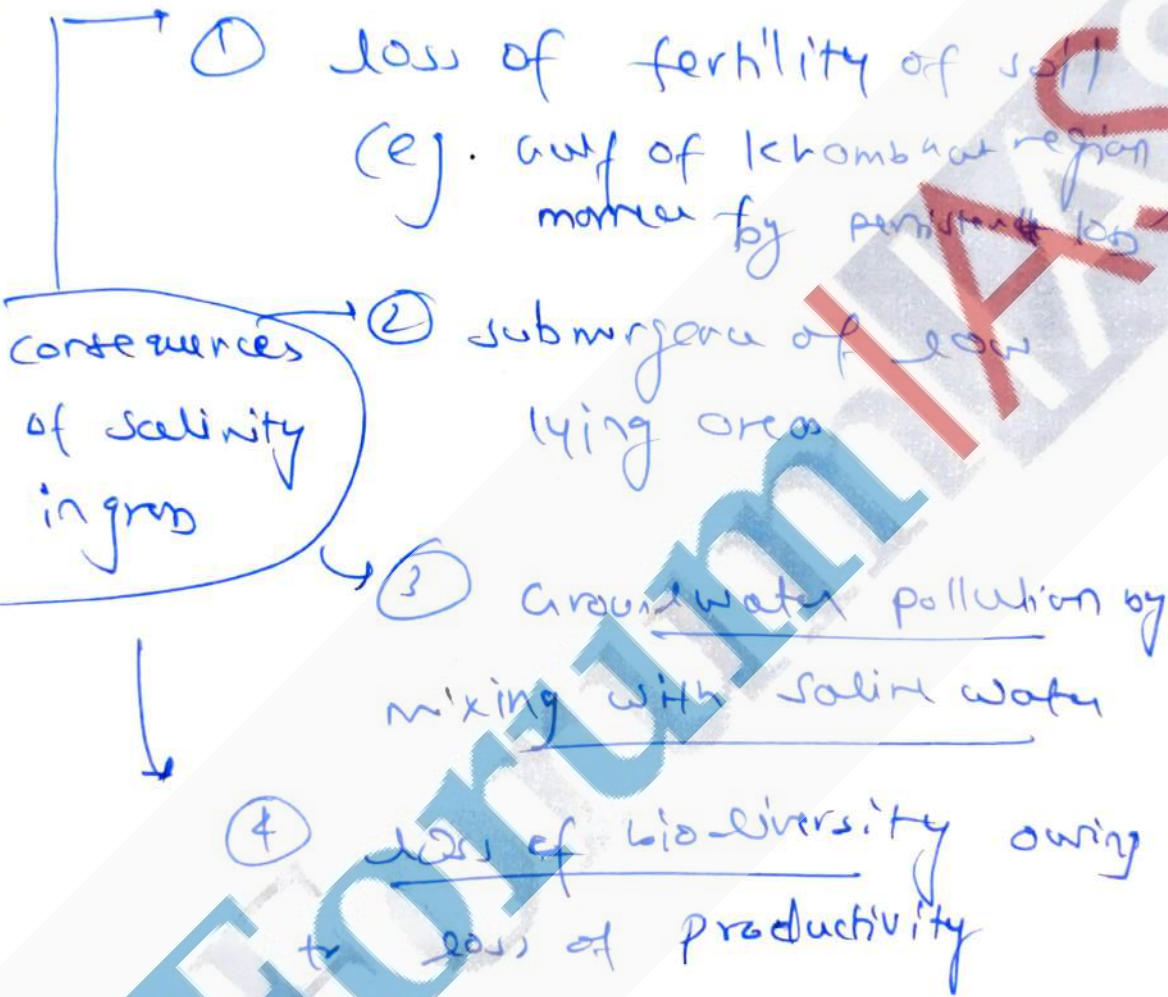 ① loss of fertility of soil
(eg. Gulf of Khambhat region
by persistent loss
consequences
of salinity
ingress
② submergence of low
lying areas
③ Groundwater pollution by
mixing with saline water
④ loss of bio-diversity owing
to loss of productivity
Forum IAS